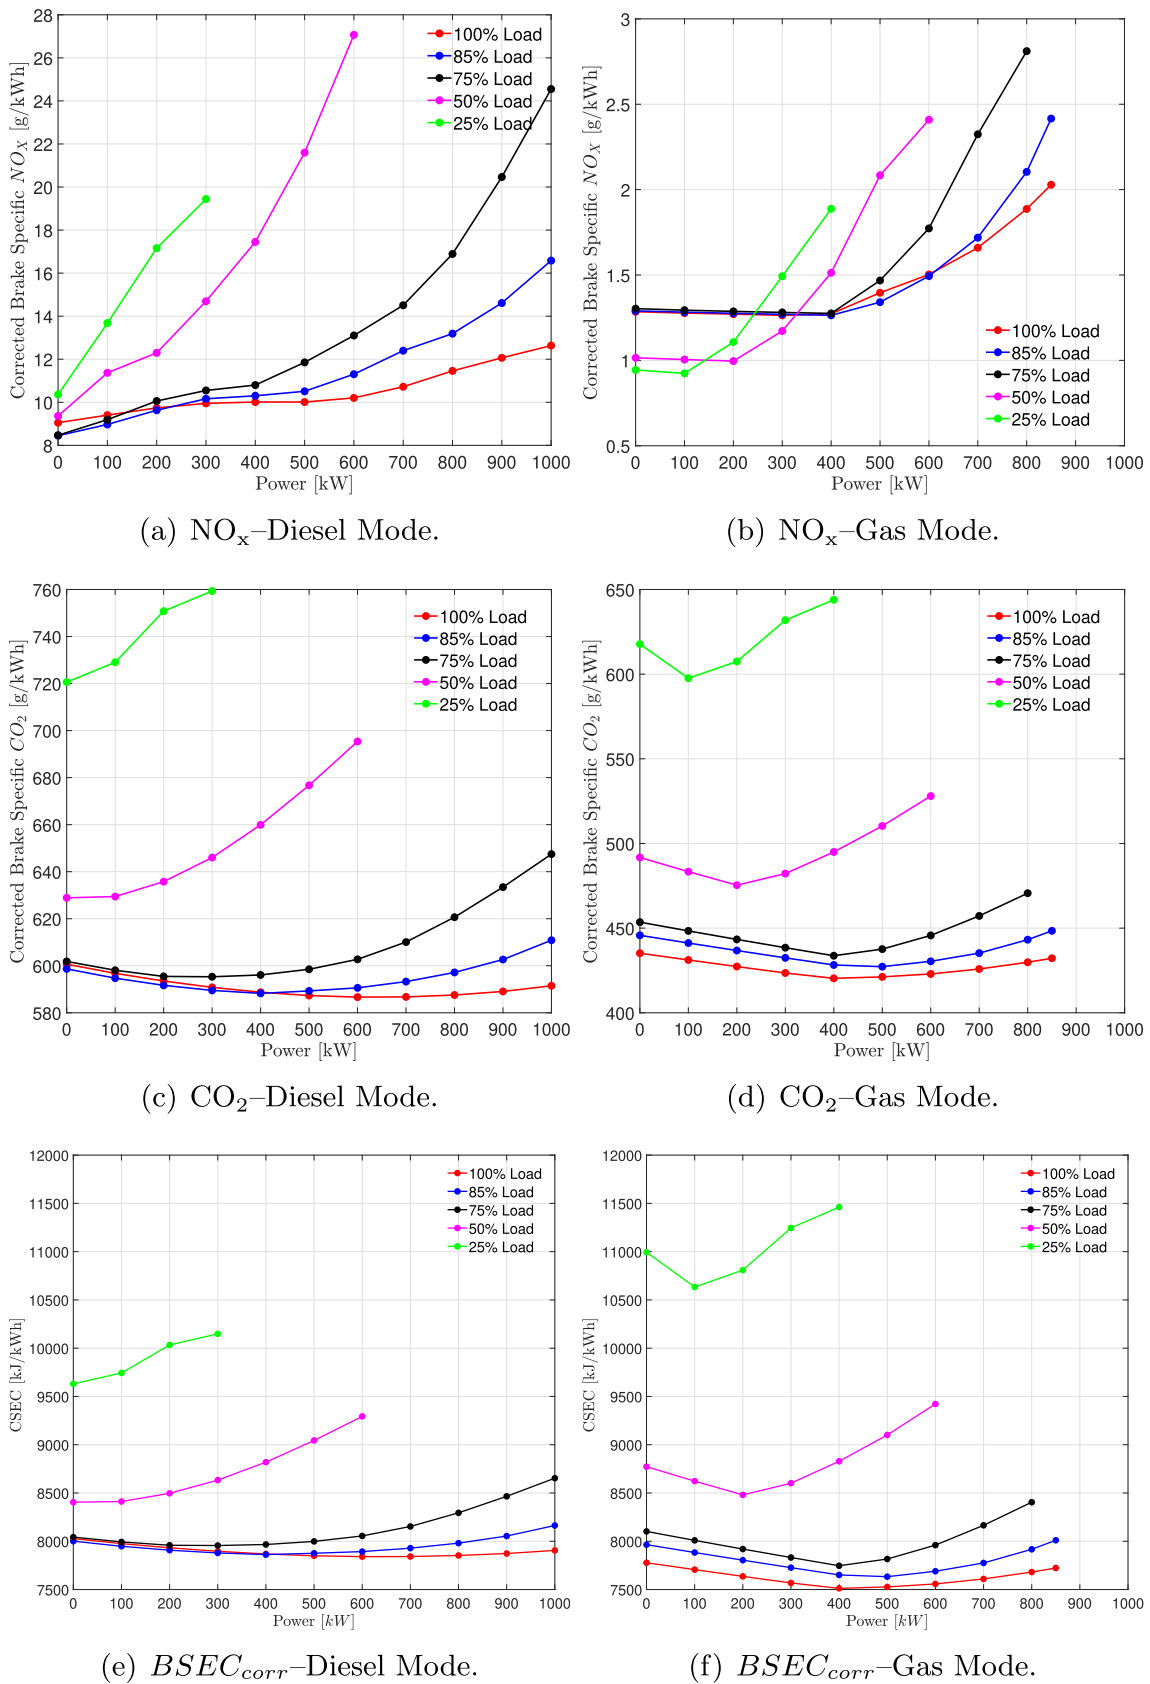 Corrected Brake Specific NO_X [g/kWh]
28
26
24
22
20
18
16
14
12
10
8
100% Load
85% Load
75% Load
50% Load
25% Load
0 100 200 300 400 500 600 700 800 900 1000
Power [kW]
(a) NOx–Diesel Mode.
Corrected Brake Specific NO_X [g/kWh]
3
2.5
2
1.5
1
0.5
100% Load
85% Load
75% Load
50% Load
25% Load
0 100 200 300 400 500 600 700 800 900 1000
Power [kW]
(b) NOx–Gas Mode.
Corrected Brake Specific CO_2 [g/kWh]
760
740
720
700
680
660
640
620
600
580
100% Load
85% Load
75% Load
50% Load
25% Load
0 100 200 300 400 500 600 700 800 900 1000
Power [kW]
(c) CO2–Diesel Mode.
Corrected Brake Specific CO_2 [g/kWh]
650
600
550
500
450
400
100% Load
85% Load
75% Load
50% Load
25% Load
0 100 200 300 400 500 600 700 800 900 1000
Power [kW]
(d) CO2–Gas Mode.
CSEC [kJ/kWh]
12000
11500
11000
10500
10000
9500
9000
8500
8000
7500
100% Load
85% Load
75% Load
50% Load
25% Load
0 100 200 300 400 500 600 700 800 900 1000
Power [kW]
(e) BSECcorr–Diesel Mode.
CSEC [kJ/kWh]
12000
11500
11000
10500
10000
9500
9000
8500
8000
7500
100% Load
85% Load
75% Load
50% Load
25% Load
0 100 200 300 400 500 600 700 800 900 1000
Power [kW]
(f) BSECcorr–Gas Mode.